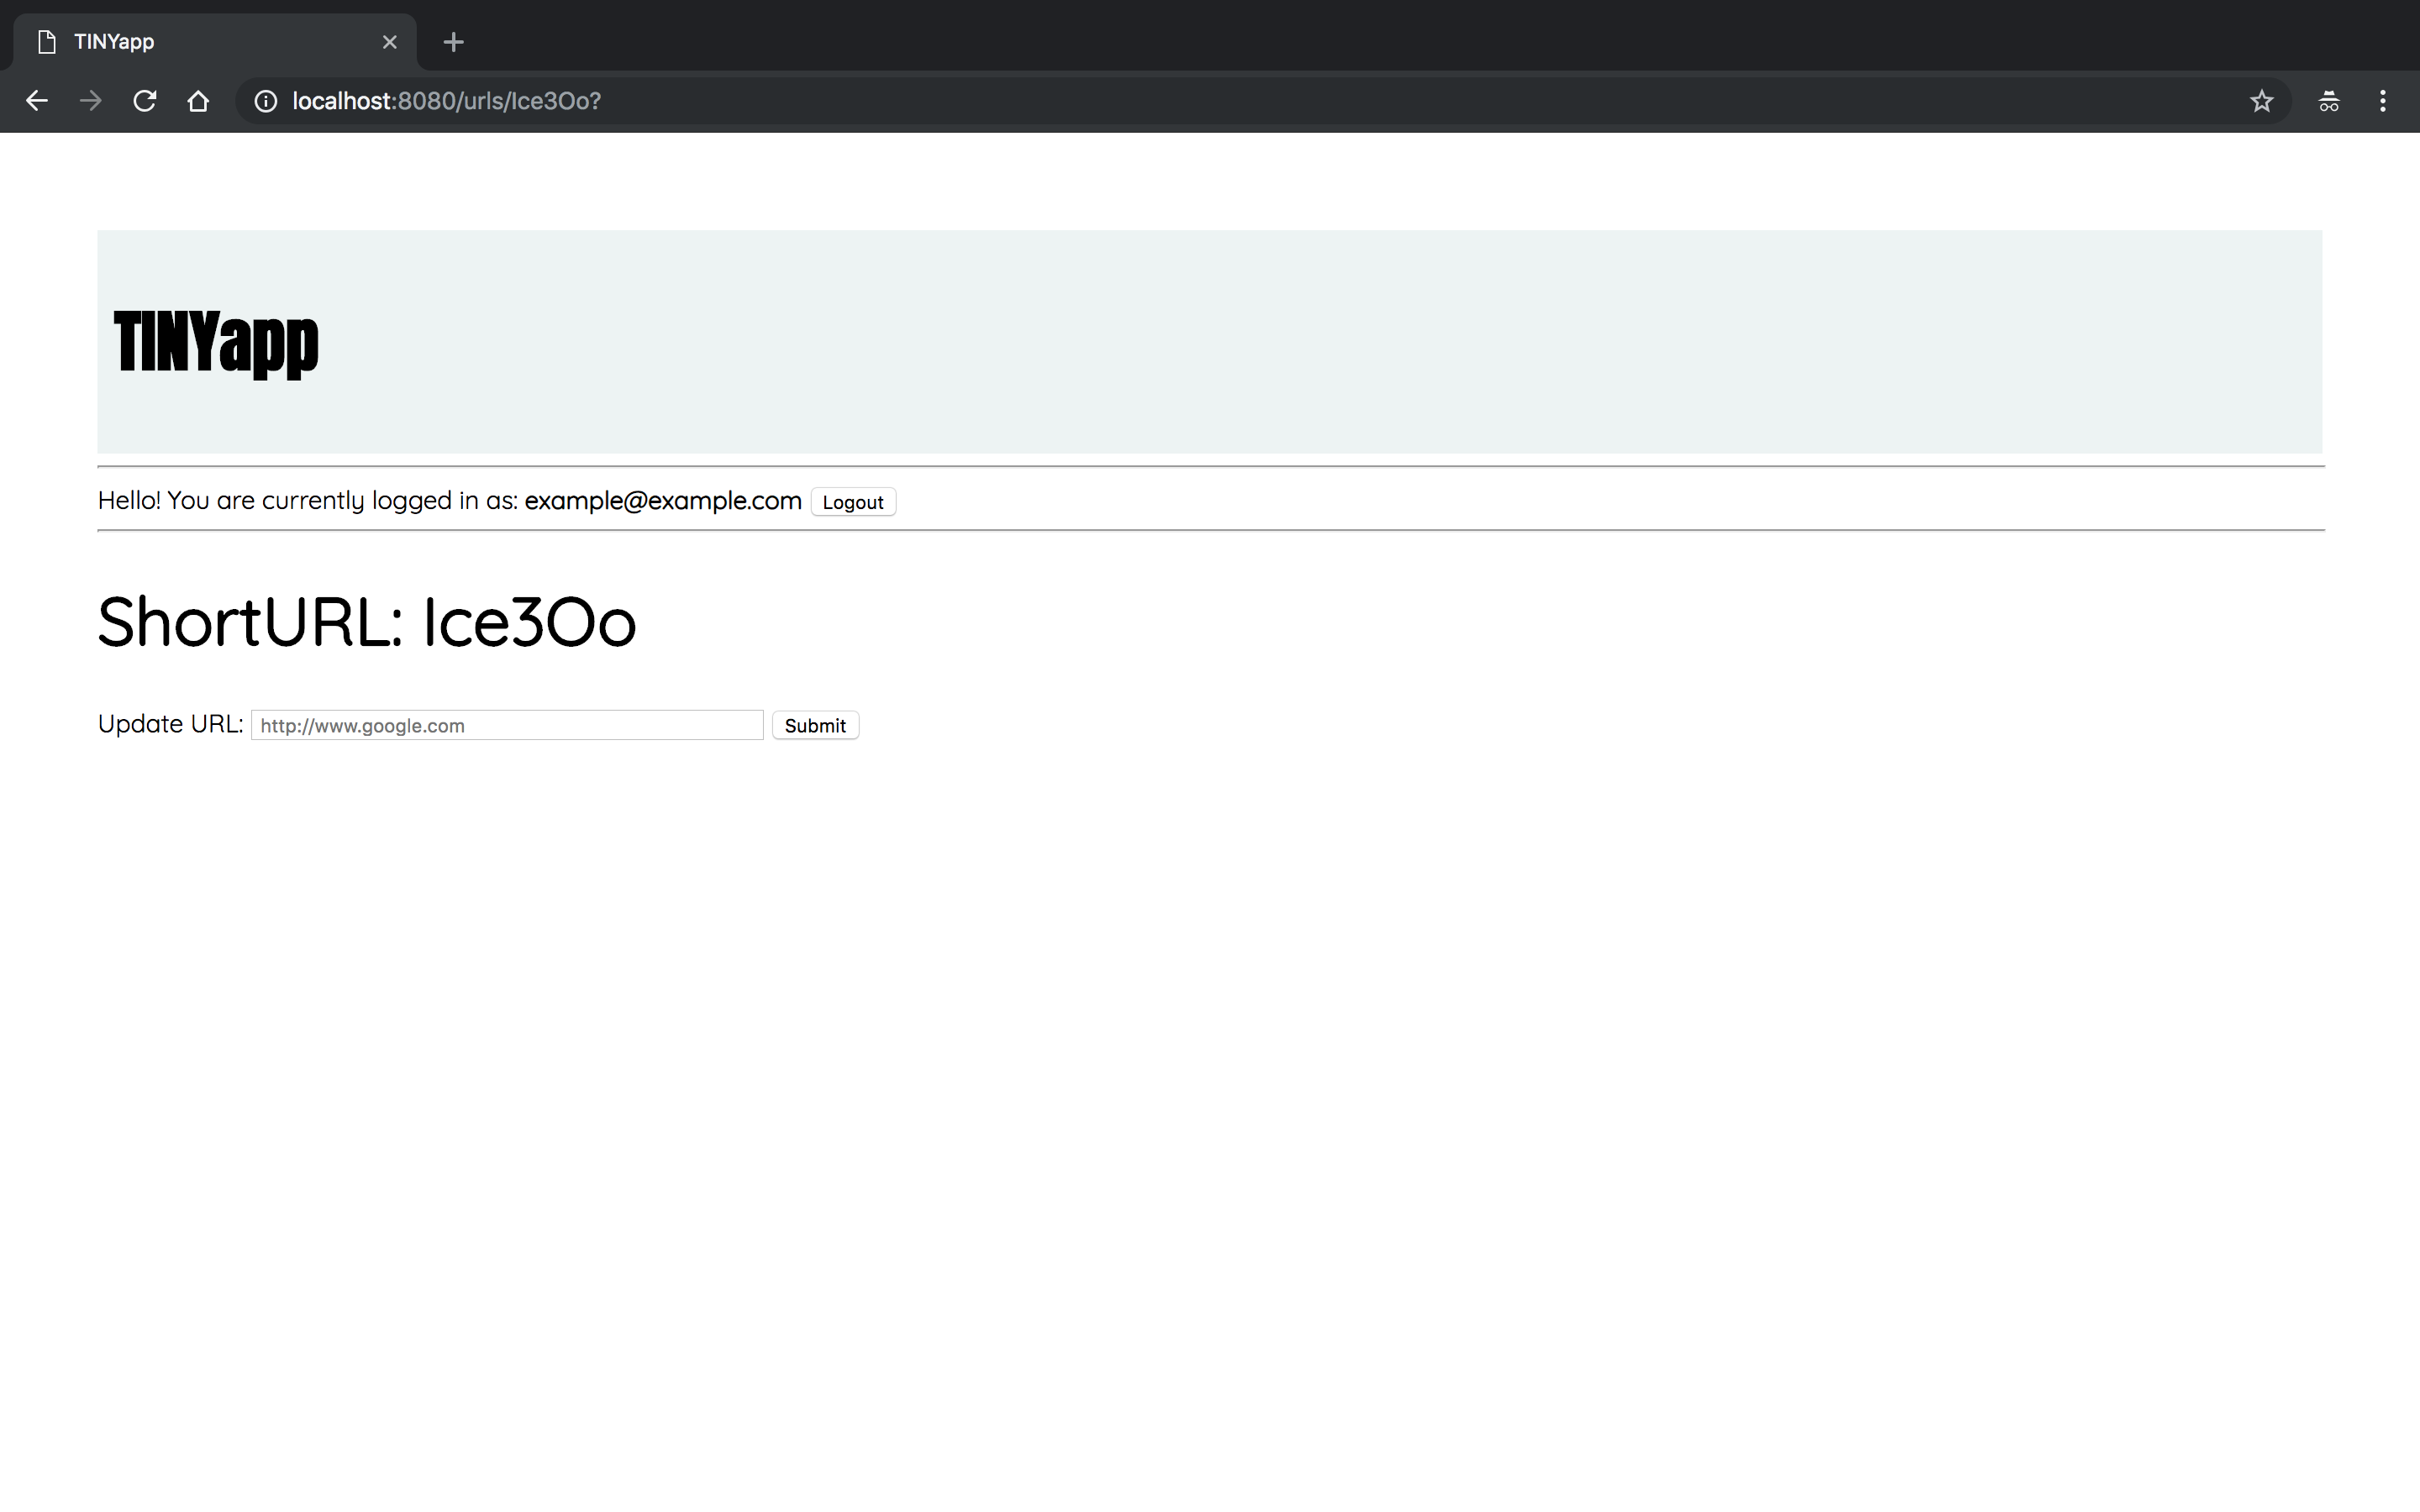 TINYapp
localhost:8080/urls/Ice3Oo?
TINYapp
Hello! You are currently logged in as: example@example.com Logout
ShortURL: Ice3Oo
Update URL: http://www.google.com Submit